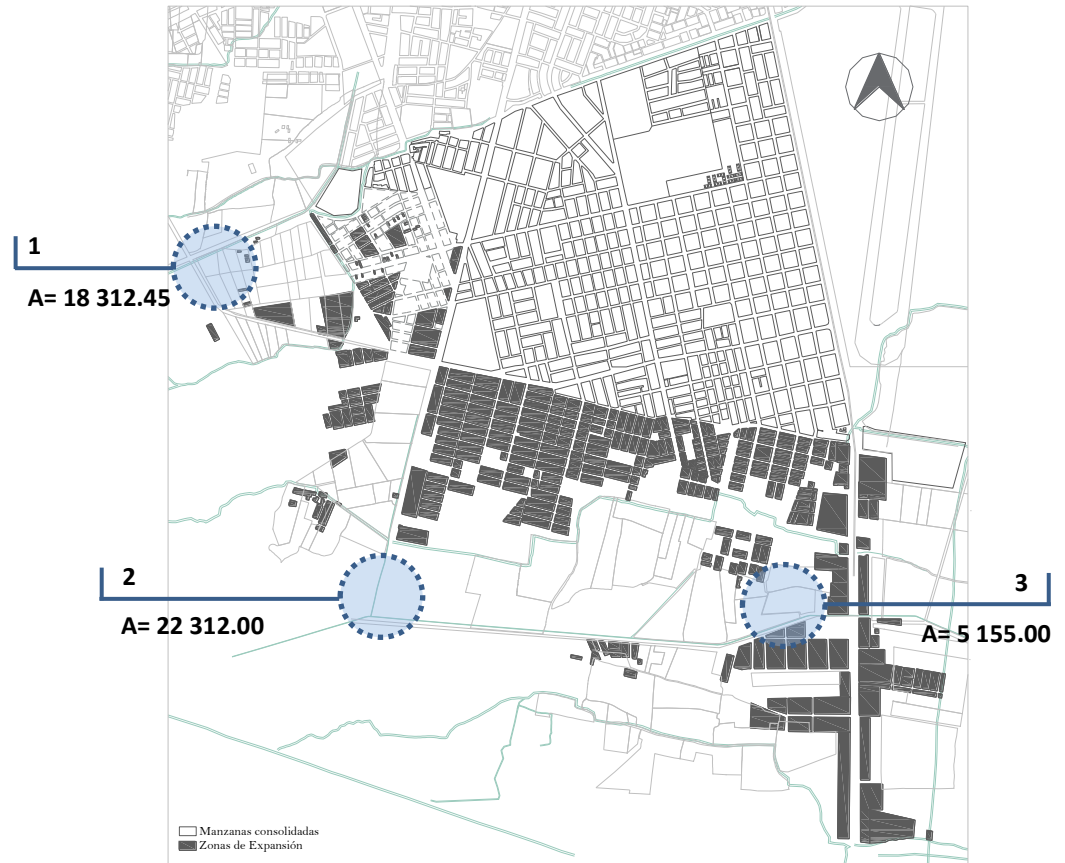 1
A= 18 312.45
2
A= 22 312.00
3
A= 5 155.00
Manzanas consolidadas
Zonas de Expansión